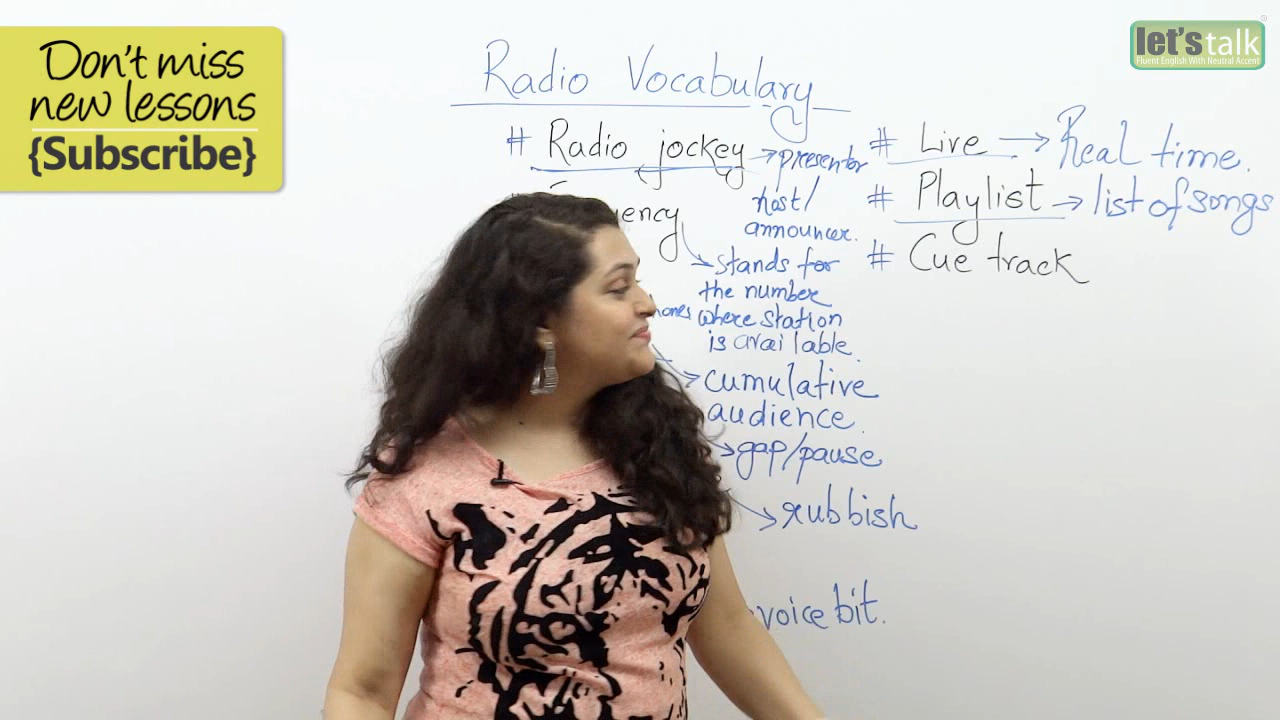 Don't miss
new lessons
{Subscribe}
let's talk
Fluent English With Neutral Accent
Radio Vocabulary
# Radio jockey → presenter
host/
announcer.
stands for
the number
where station
is available.
cumulative
audience
gap/pause
rubbish
voice bit.
# Live → Real time.
# Playlist → list of songs
# Cue track